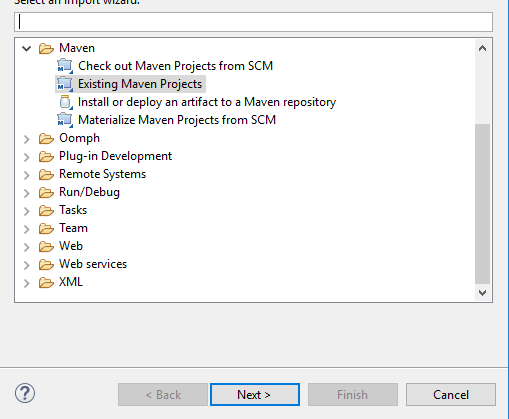 Select an import wizard:
Maven
Check out Maven Projects from SCM
Existing Maven Projects
Install or deploy an artifact to a Maven repository
Materialize Maven Projects from SCM
Oomph
Plug-in Development
Remote Systems
Run/Debug
Tasks
Team
Web
Web services
XML
? < Back Next > Finish Cancel